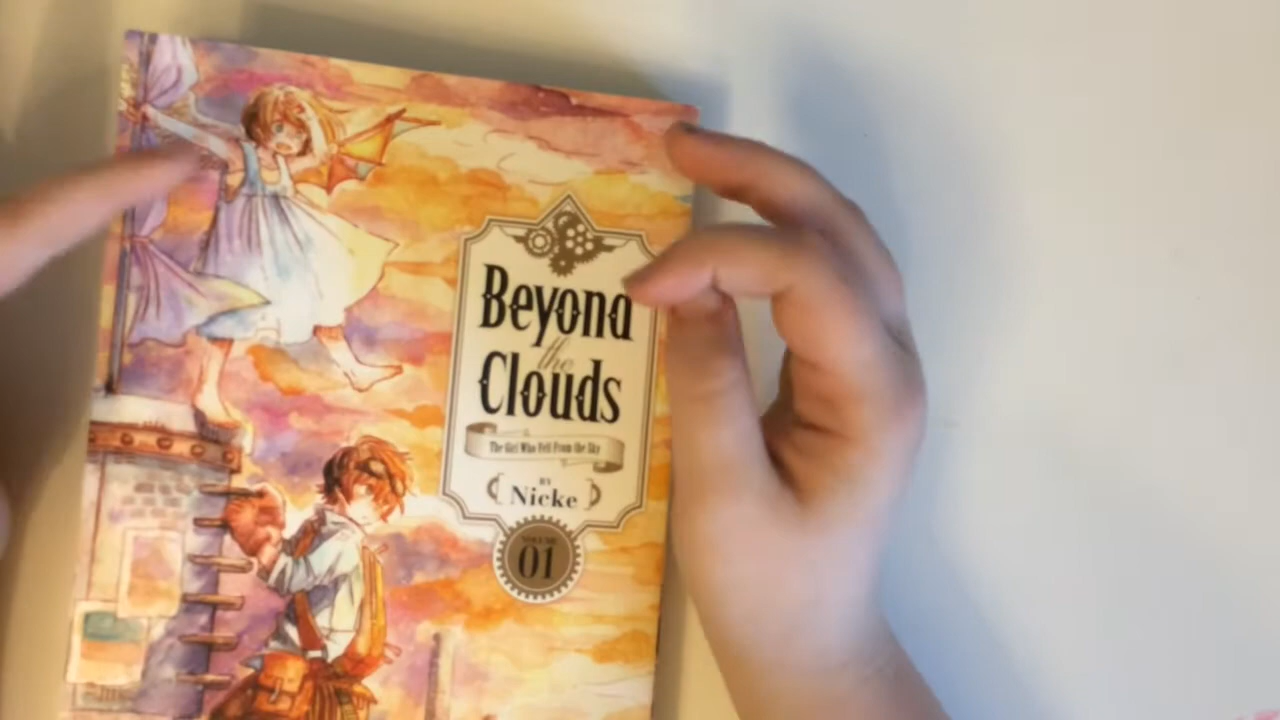 Beyond
the
Clouds
The Girl Who Fell From the Sky
BY
Nicke
VOLUME
01